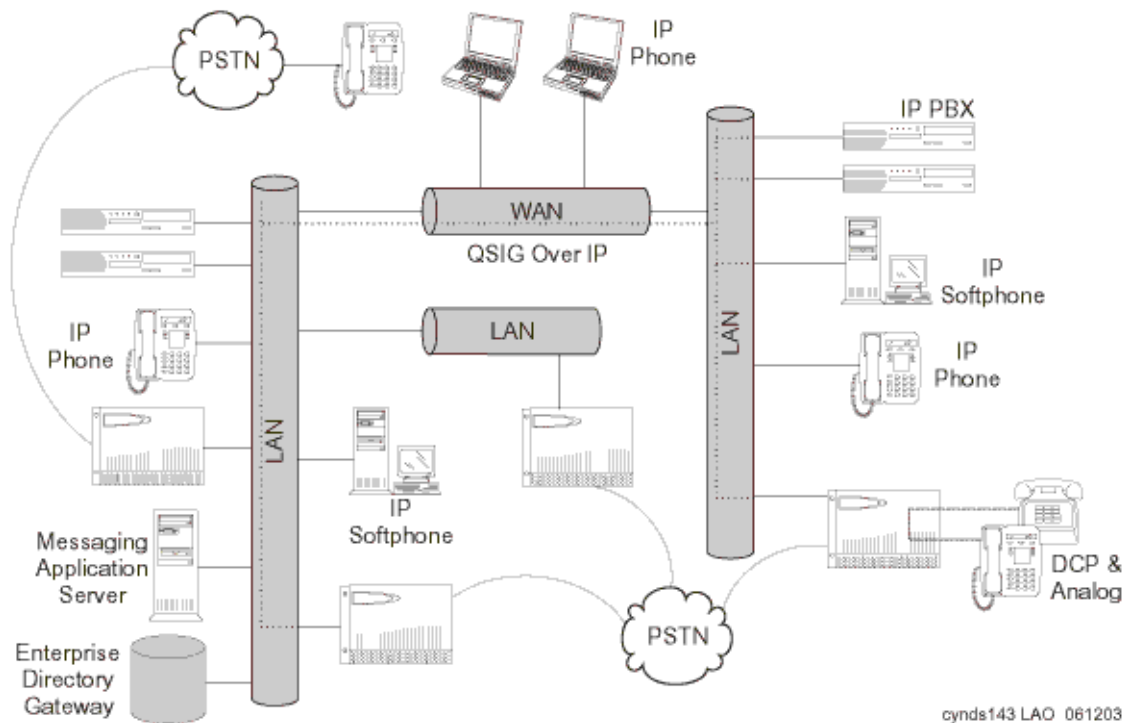 PSTN
IP
Phone
IP PBX
WAN
QSIG Over IP
IP
Softphone
IP
Phone
LAN
LAN
IP
Phone
LAN
IP
Softphone
Messaging
Application
Server
DCP &
Analog
PSTN
Enterprise
Directory
Gateway
cynds143 LAO 061203